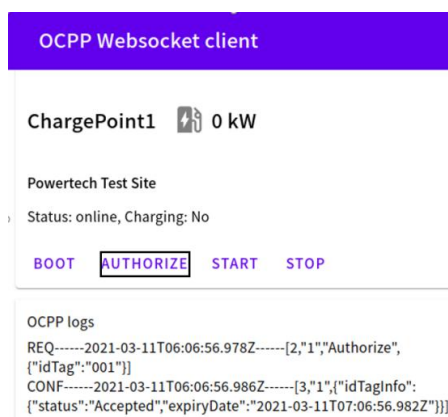 OCPP Websocket client
ChargePoint1 0 kW
Powertech Test Site
Status: online, Charging: No
BOOT AUTHORIZE START STOP
OCPP logs
REQ------2021-03-11T06:06:56.978Z------[2,"1","Authorize",
{"idTag":"001"}]
CONF------2021-03-11T06:06:56.986Z------[3,"1",{"idTagInfo":
{"status":"Accepted","expiryDate":"2021-03-11T07:06:56.982Z"}}]